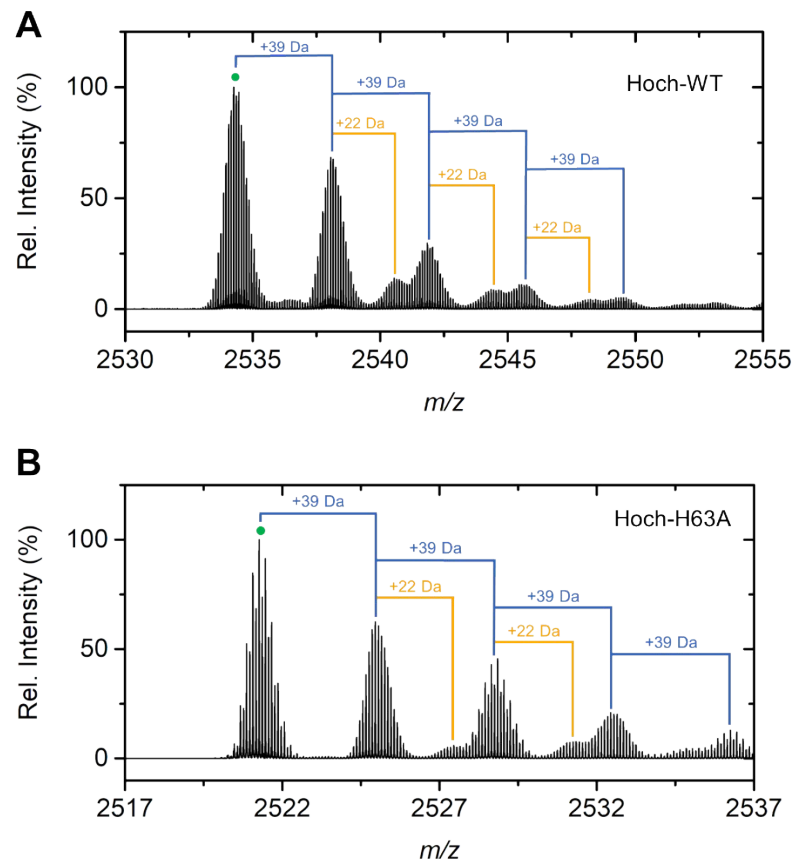 A
Rel. Intensity (%)
100
50
0
+39 Da
+39 Da
+39 Da
+39 Da
+22 Da
+22 Da
+22 Da
Hoch-WT
2530 2535 2540 2545 2550 2555
m/z
B
Rel. Intensity (%)
100
50
0
+39 Da
+39 Da
+39 Da
+39 Da
+22 Da
+22 Da
Hoch-H63A
2517 2522 2527 2532 2537
m/z